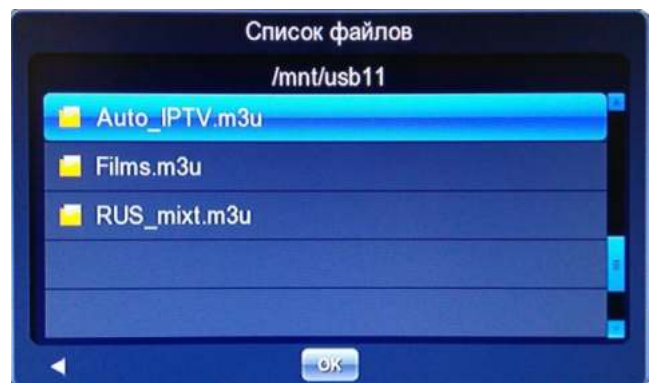 Список файлов
/mnt/usb11
Auto_IPTV.m3u
Films.m3u
RUS_mixt.m3u
OK